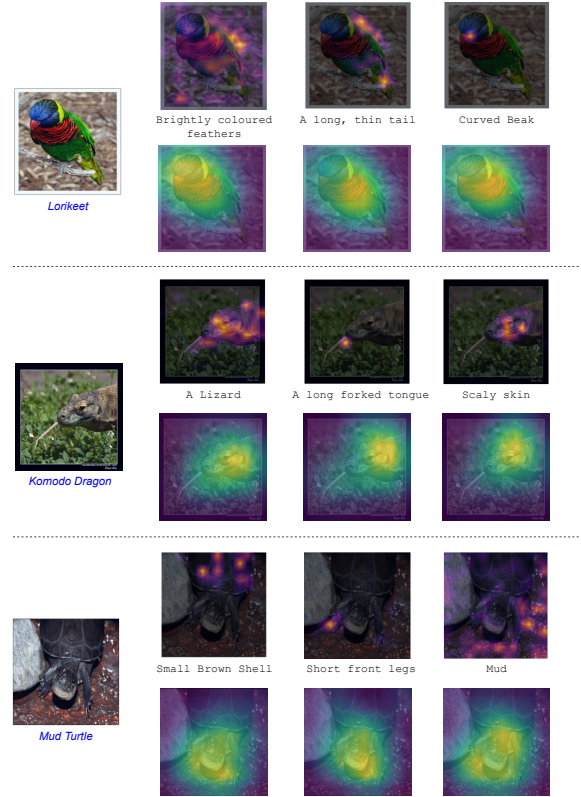 Brightly coloured
feathers
A long, thin tail
Curved Beak
Lorikeet
A Lizard
A long forked tongue
Scaly skin
Komodo Dragon
Small Brown Shell
Short front legs
Mud
Mud Turtle